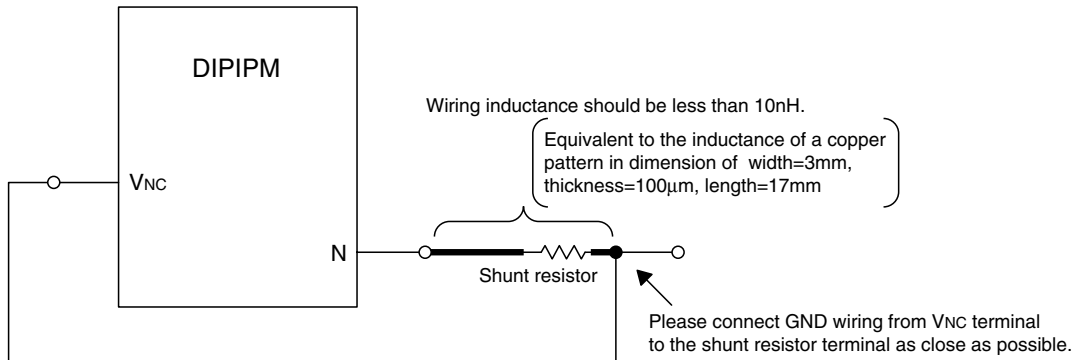 DIPIPM
Wiring inductance should be less than 10nH.
Equivalent to the inductance of a copper
pattern in dimension of width=3mm,
thickness=100μm, length=17mm
VNC
N
Shunt resistor
Please connect GND wiring from VNC terminal
to the shunt resistor terminal as close as possible.